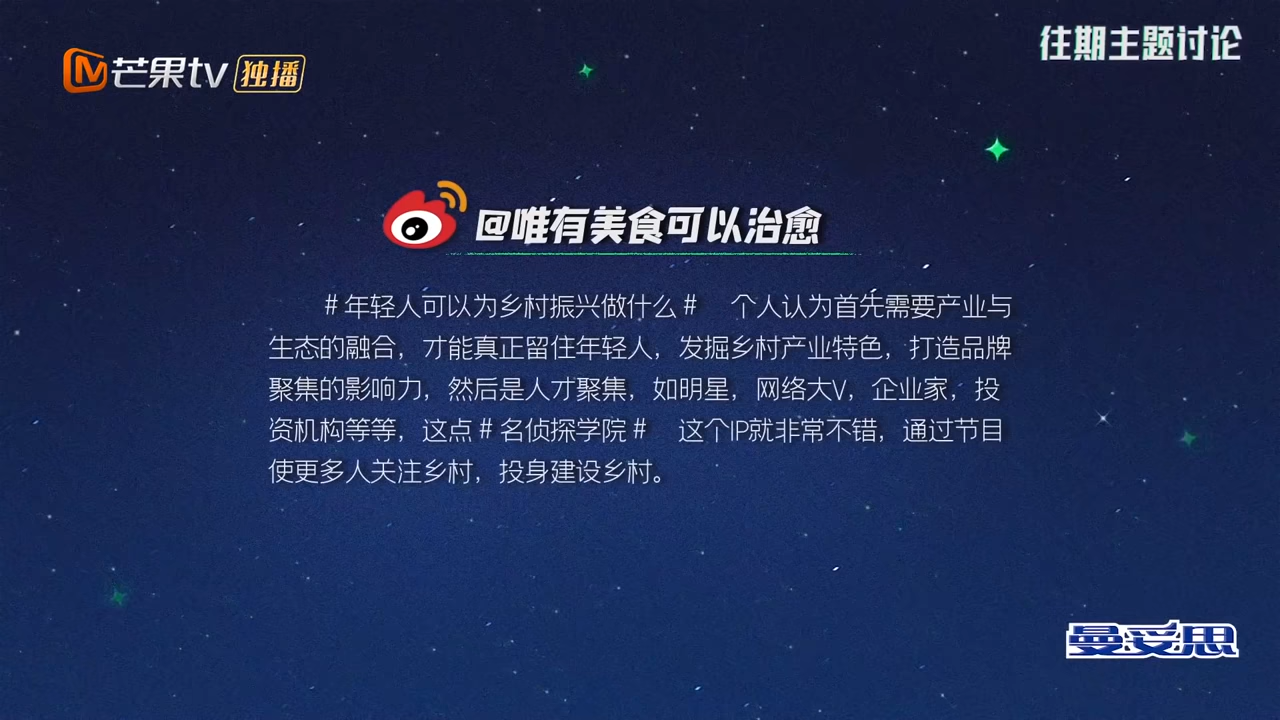 芒果tv 独播
往期主题讨论
@唯有美食可以治愈
#年轻人可以为乡村振兴做什么# 个人认为首先需要产业与
生态的融合，才能真正留住年轻人，发掘乡村产业特色，打造品牌
聚集的影响力，然后是人才聚集，如明星，网络大V，企业家，投
资机构等等，这点#名侦探学院# 这个IP就非常不错，通过节目
使更多人关注乡村，投身建设乡村。
曼妥思